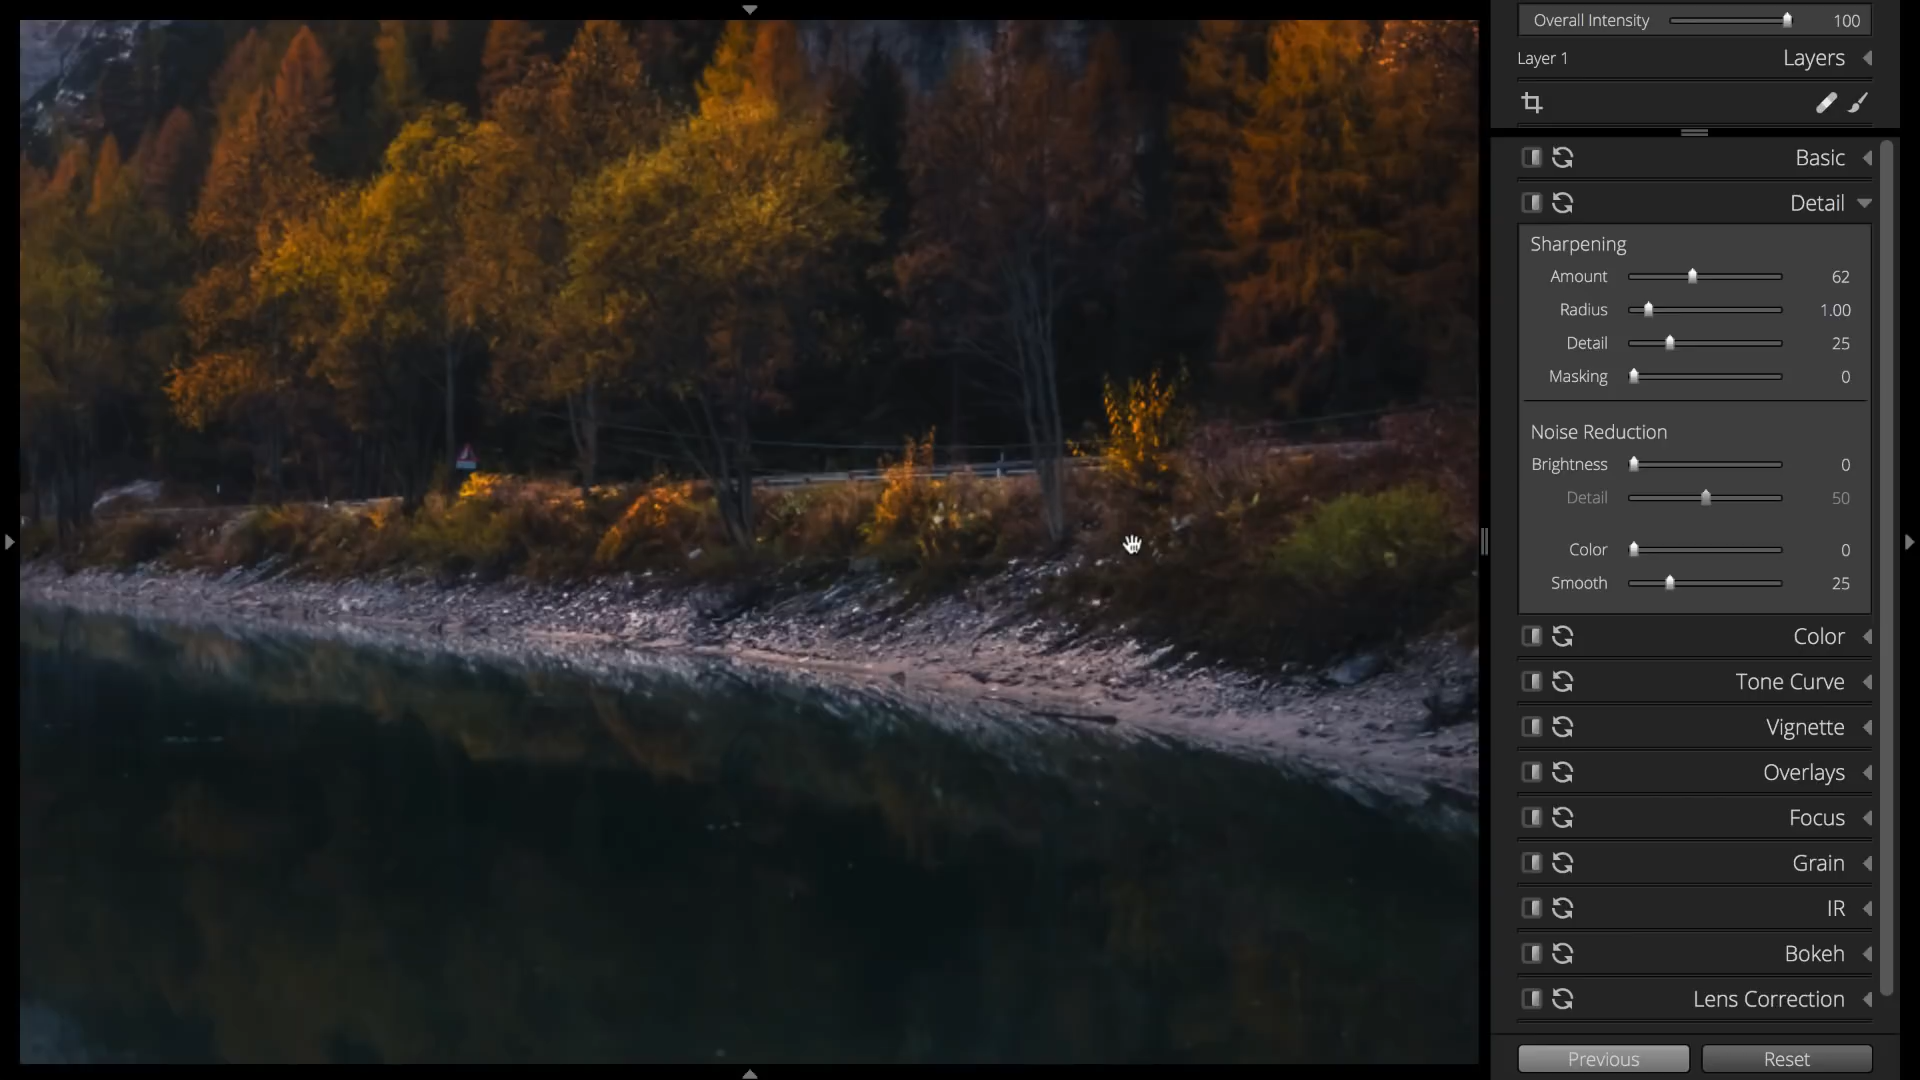 Overall Intensity 100
Layer 1 Layers
Basic
Detail
Sharpening
Amount 62
Radius 1.00
Detail 25
Masking 0
Noise Reduction
Brightness 0
Detail 50
Color 0
Smooth 25
Color
Tone Curve
Vignette
Overlays
Focus
Grain
IR
Bokeh
Lens Correction
Previous Reset